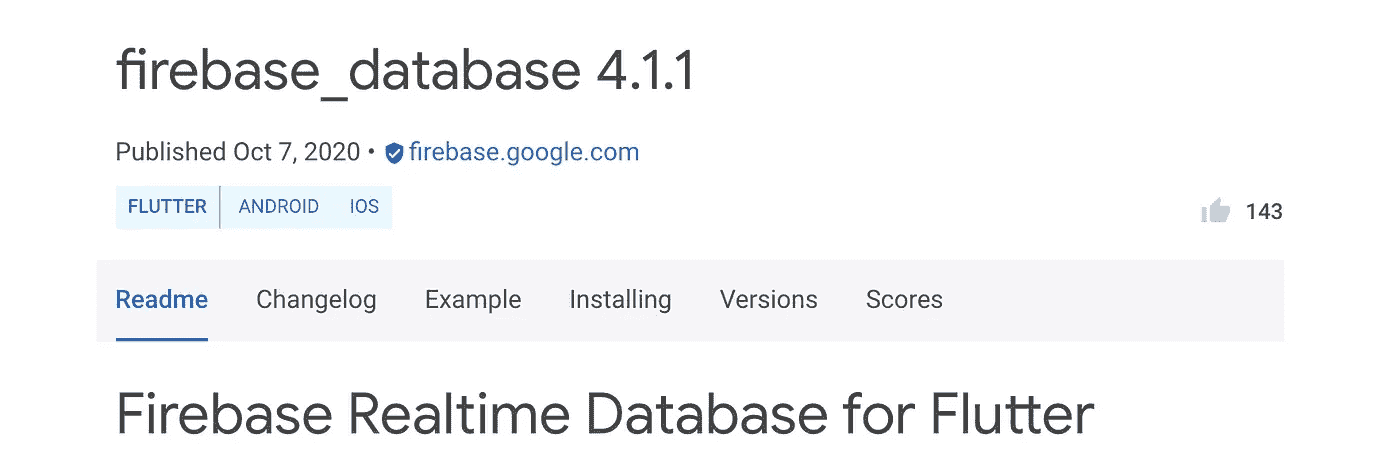 firebase_database 4.1.1
Published Oct 7, 2020 • firebase.google.com
FLUTTER ANDROID IOS
143
Readme Changelog Example Installing Versions Scores
Firebase Realtime Database for Flutter